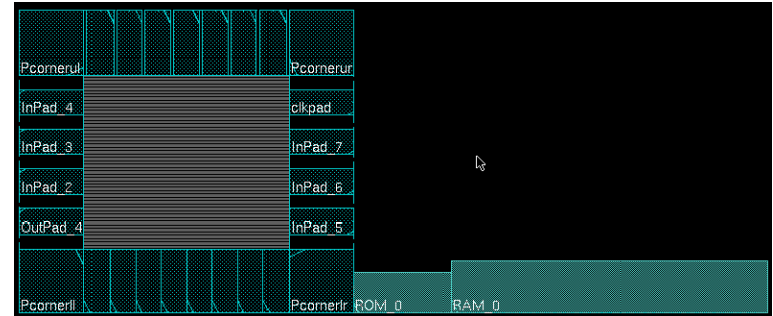 Pcornerul
Pcornerur
InPad_4
clkpad
InPad_3
InPad_7
InPad_2
InPad_6
OutPad_4
InPad_5
Pcornerll
Pcornerlr
ROM_0
RAM_0